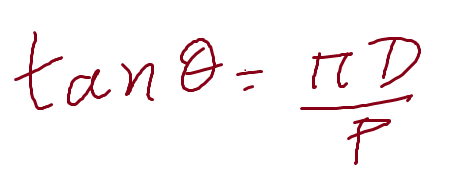 tanθ = πD/P